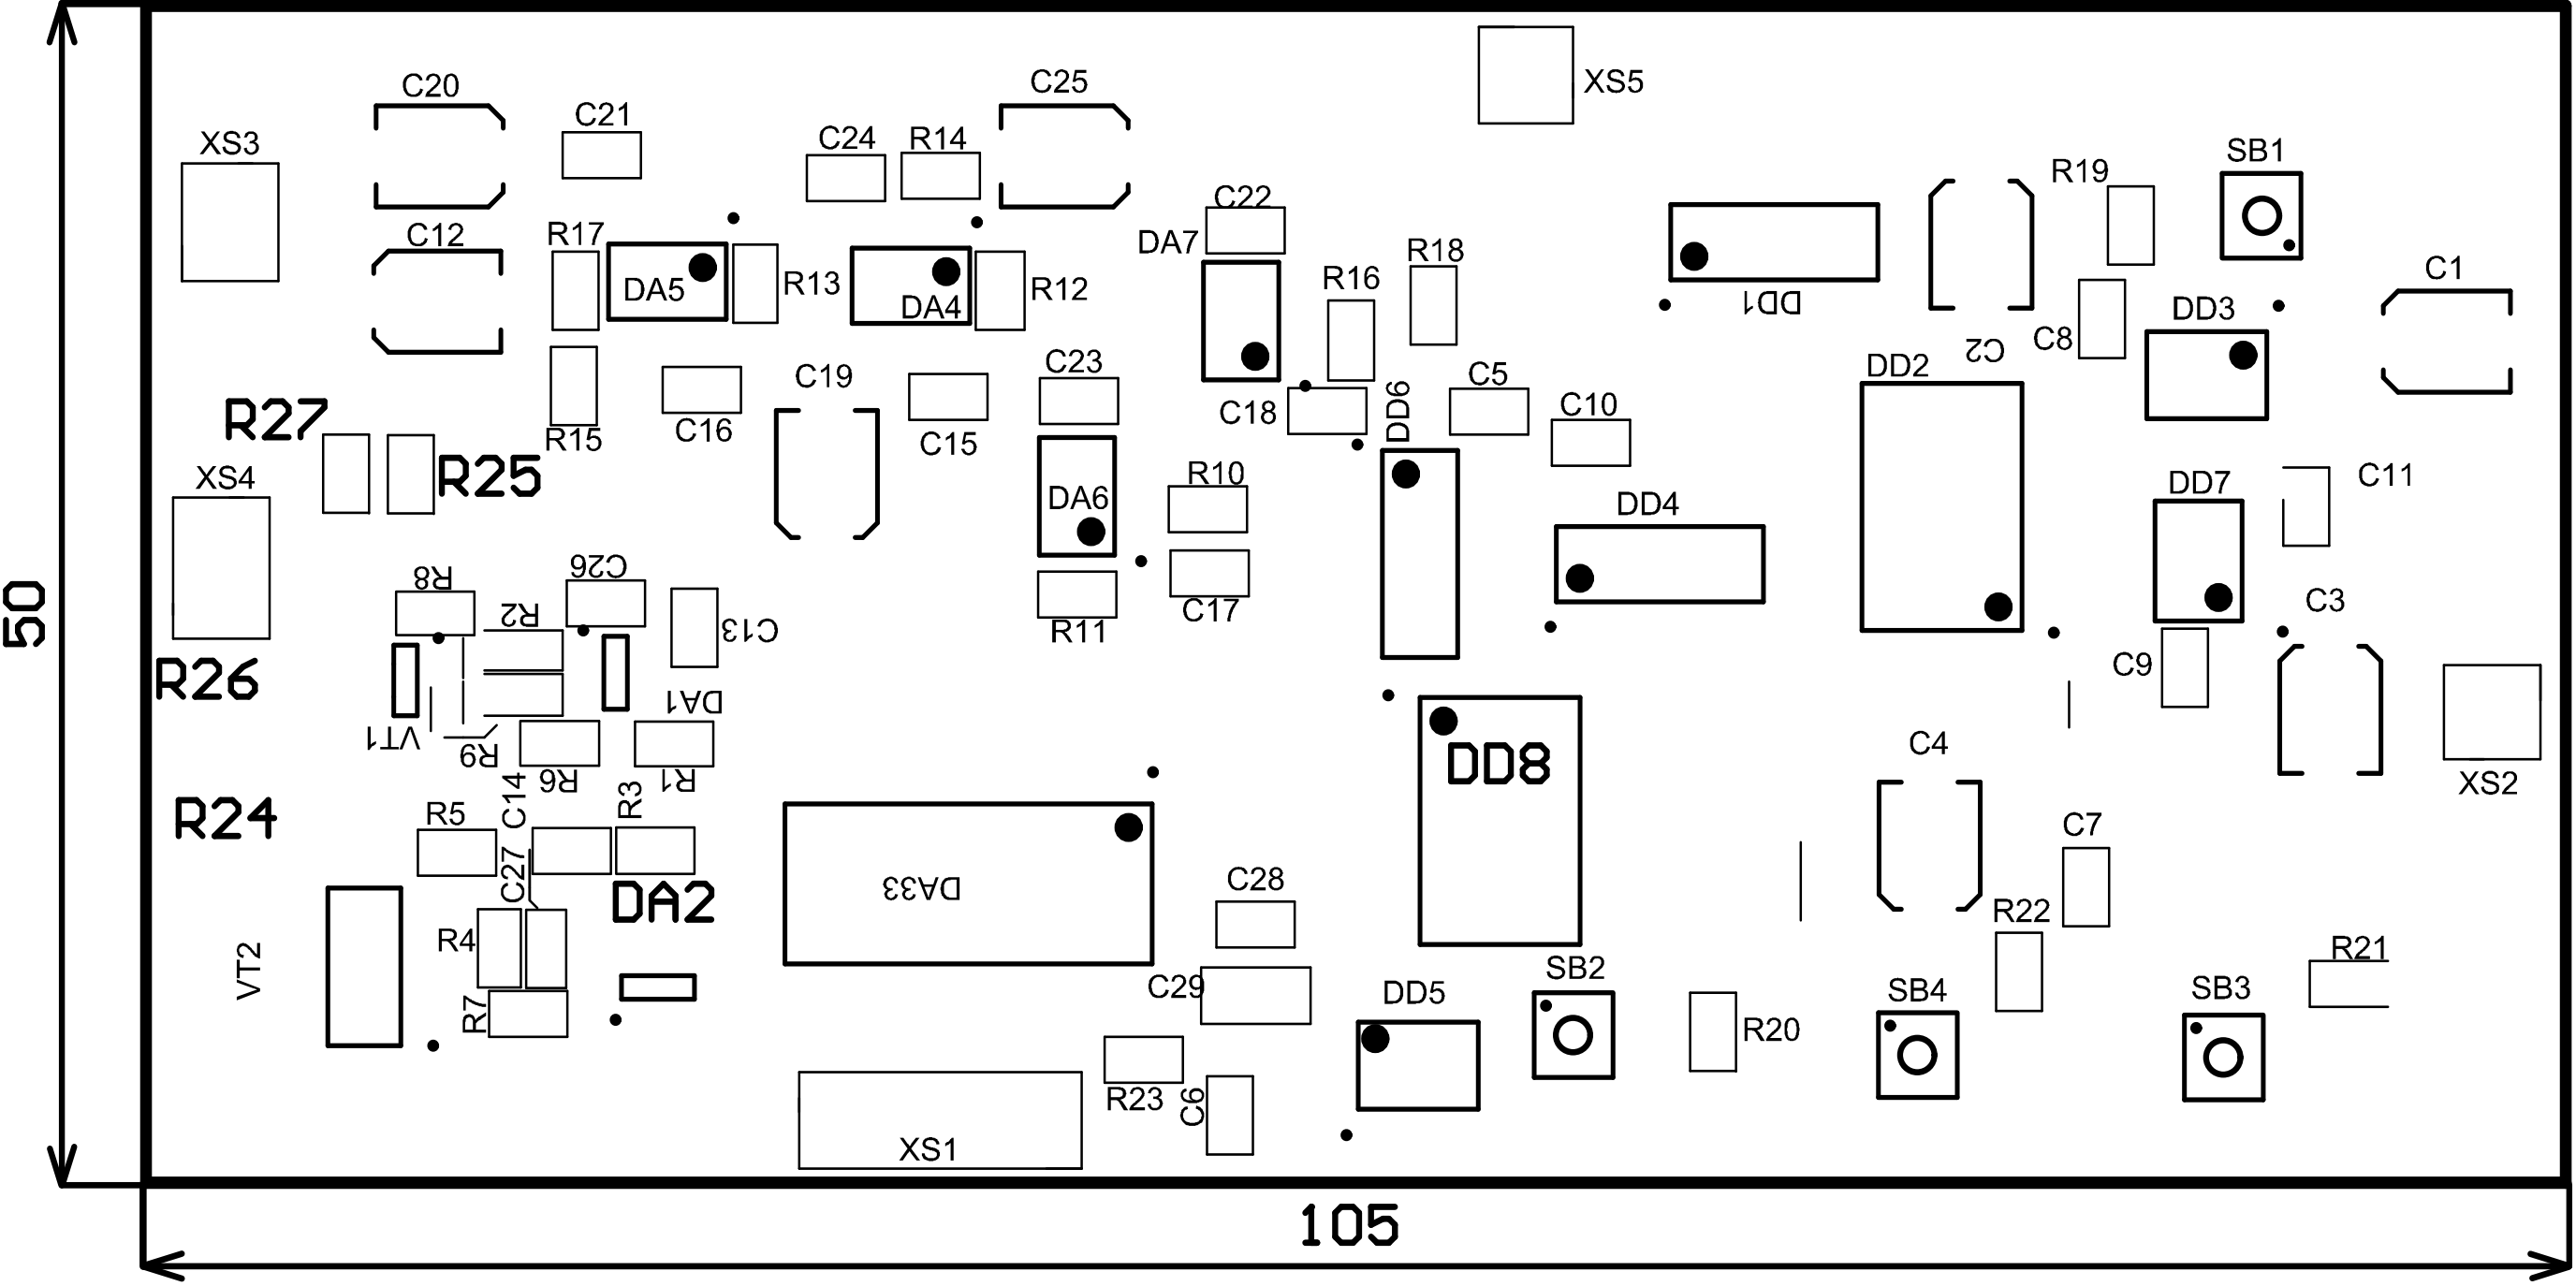 C20
C25
XS5
C21
C24
R14
XS3
SB1
R19
C22
R17
C12
DA7
R18
C1
R16
R13
R12
DA5
DA4
DD1
DD3
C8
C2
DD2
C23
C19
C5
C18
DD6
C10
R27
R15
C16
C15
R25
XS4
R10
DA6
DD4
DD7
C11
R8
C26
R2
C17
C3
50
C13
R11
R26
C9
DA1
VT1
R9
C4
DD8
R6
R1
XS2
C14
R3
R24
R5
C7
C27
DA33
C28
DA2
R22
R4
R21
VT2
SB2
C29
DD5
SB4
SB3
R7
R20
R23
C6
XS1
105